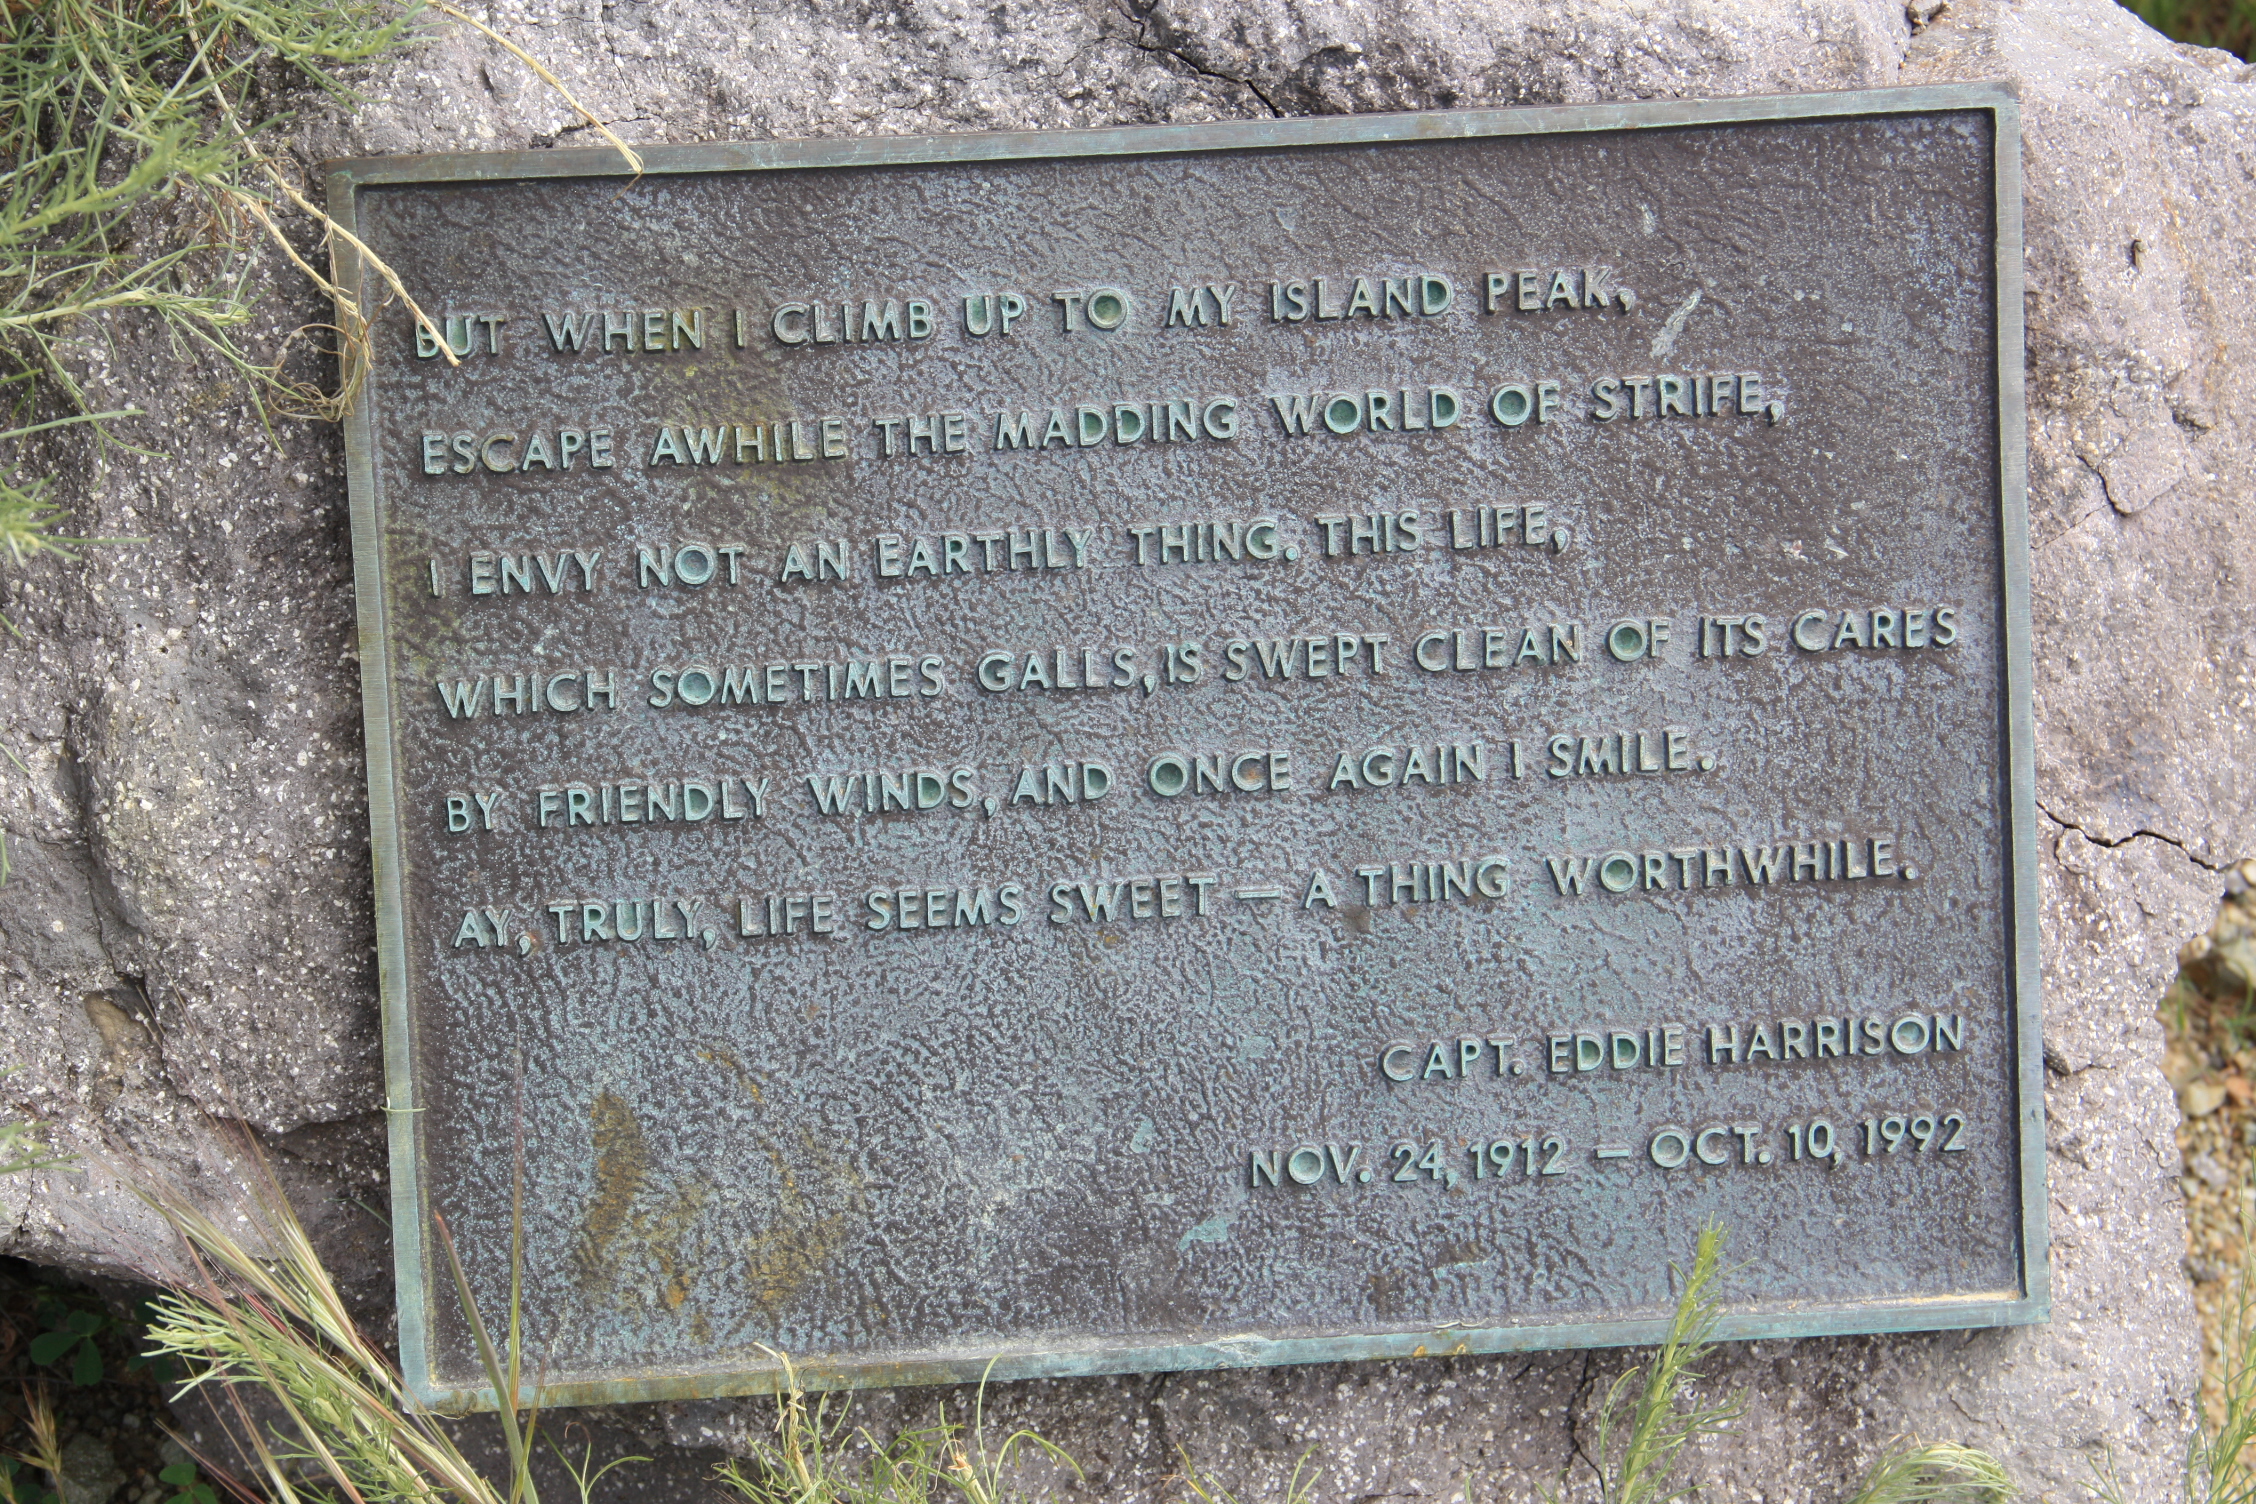 BUT WHEN I CLIMB UP TO MY ISLAND PEAK,
ESCAPE AWHILE THE MADDING WORLD OF STRIFE,
I ENVY NOT AN EARTHLY THING. THIS LIFE,
WHICH SOMETIMES GALLS, IS SWEPT CLEAN OF ITS CARES
BY FRIENDLY WINDS, AND ONCE AGAIN I SMILE.
AY, TRULY, LIFE SEEMS SWEET — A THING WORTHWHILE.
CAPT. EDDIE HARRISON
NOV. 24, 1912 — OCT. 10, 1992